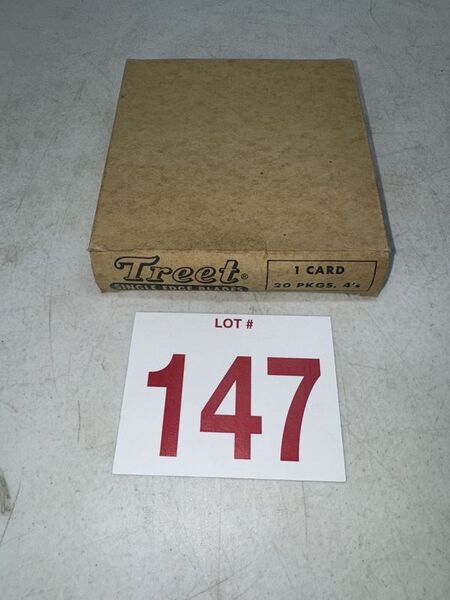 Treet®
SINGLE EDGE BLADES
1 CARD
20 PKGS. 4's
LOT #
147